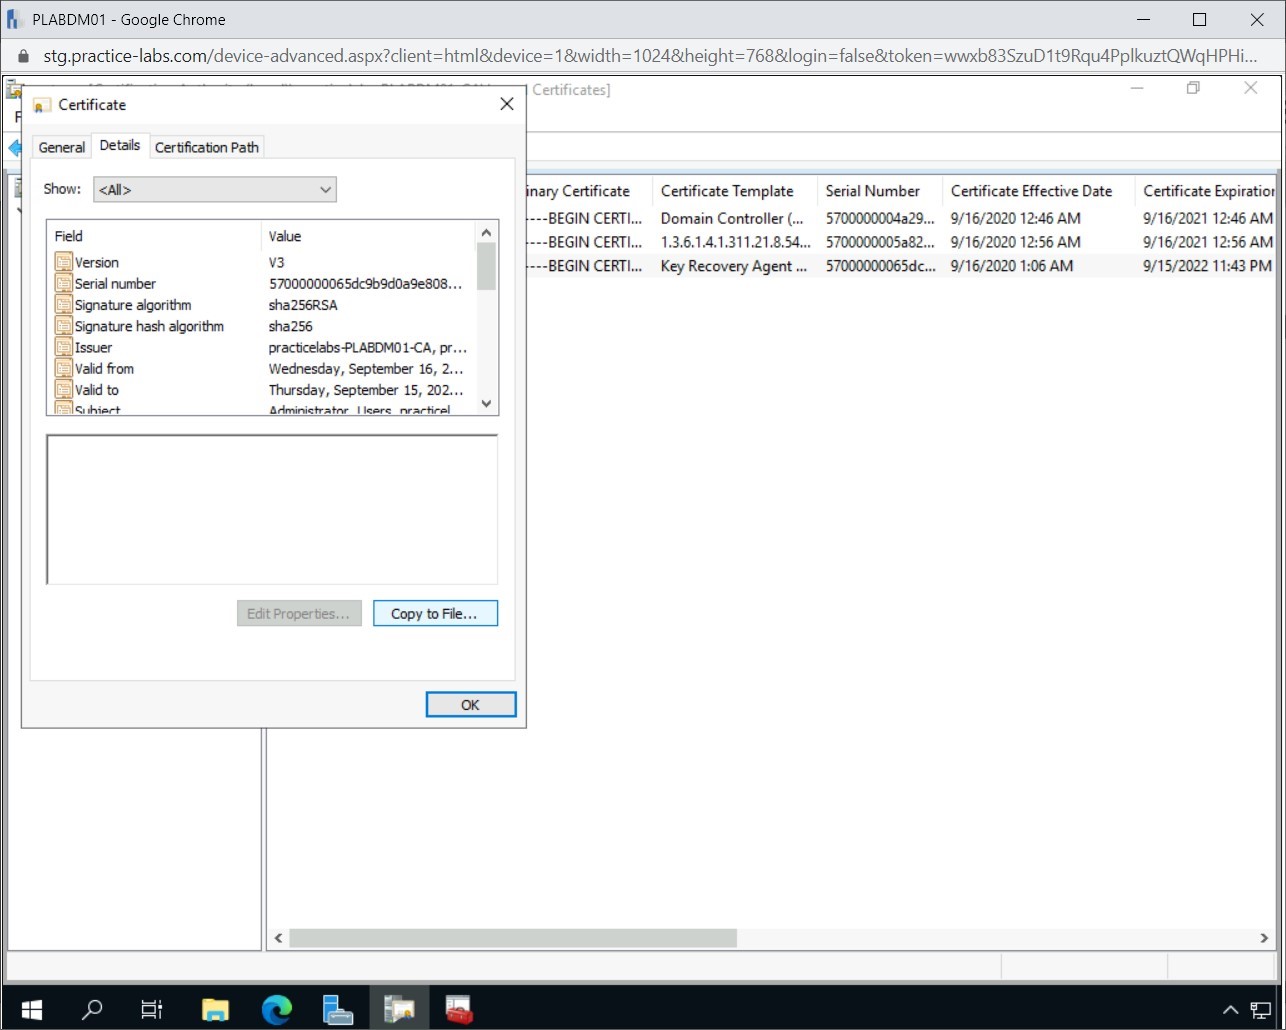 PLABDM01 - Google Chrome
stg.practice-labs.com/device-advanced.aspx?client=html&device=1&width=1024&height=768&login=false&token=wwxb83SzuD1t9Rqu4PplkuztQWqHPHi...
Certificates]
Certificate
F
General Details Certification Path
Show: <All>
Field Value
Version V3
Serial number 57000000065dc9b9d0a9e808...
Signature algorithm sha256RSA
Signature hash algorithm sha256
Issuer practicelabs-PLABDM01-CA, pr...
Valid from Wednesday, September 16, 2...
Valid to Thursday, September 15, 202...
Subject Administrator, Users, practicel
Edit Properties... Copy to File...
OK
inary Certificate Certificate Template Serial Number Certificate Effective Date Certificate Expiration
----BEGIN CERTI... Domain Controller (... 5700000004a29... 9/16/2020 12:46 AM 9/16/2021 12:46 AM
----BEGIN CERTI... 1.3.6.1.4.1.311.21.8.54... 5700000005a82... 9/16/2020 12:56 AM 9/16/2021 12:56 AM
----BEGIN CERTI... Key Recovery Agent ... 57000000065dc... 9/16/2020 1:06 AM 9/15/2022 11:43 PM